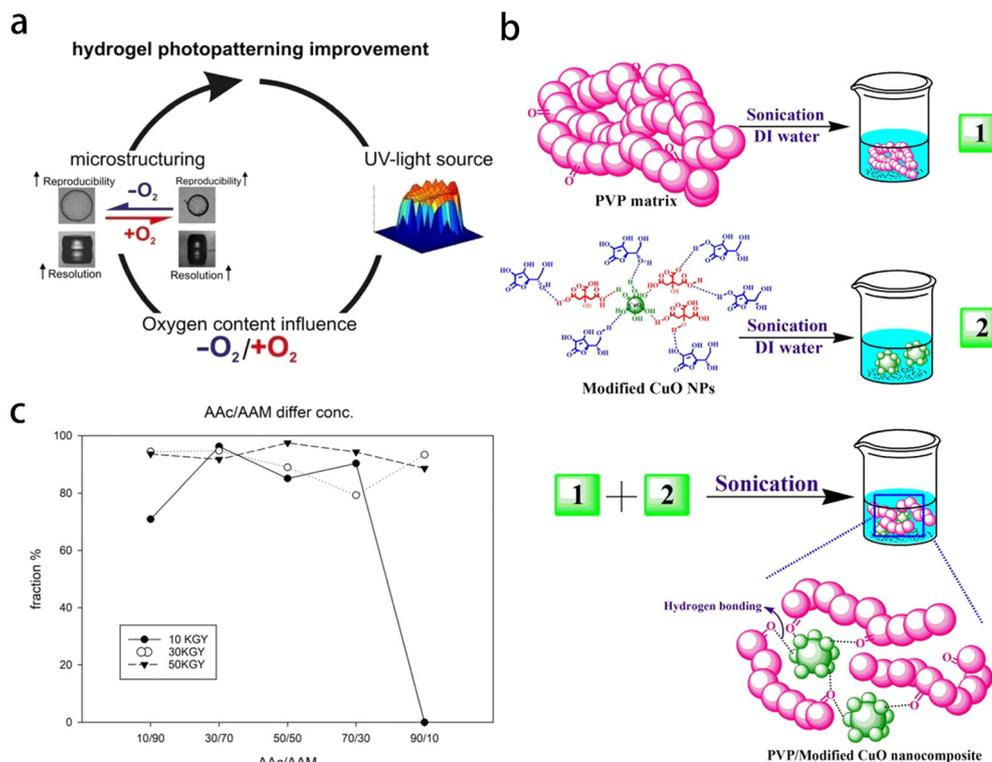 a
hydrogel photopatterning improvement
microstructuring
UV-light source
↑ Reproducibility
Reproducibility ↑
–O₂
+O₂
↑ Resolution
Resolution ↑
Oxygen content influence
–O₂/+O₂
b
PVP matrix
O
O
O
O
Sonication
DI water
1
Modified CuO NPs
CuO
Sonication
DI water
2
1 + 2
Sonication
Hydrogen bonding
O
O
O
O
O
O
PVP/Modified CuO nanocomposite
c
AAc/AAM differ conc.
fraction %
100
80
60
40
20
0
10 KGY
30KGY
50KGY
10/90
30/70
50/50
70/30
90/10
AAc/AAM